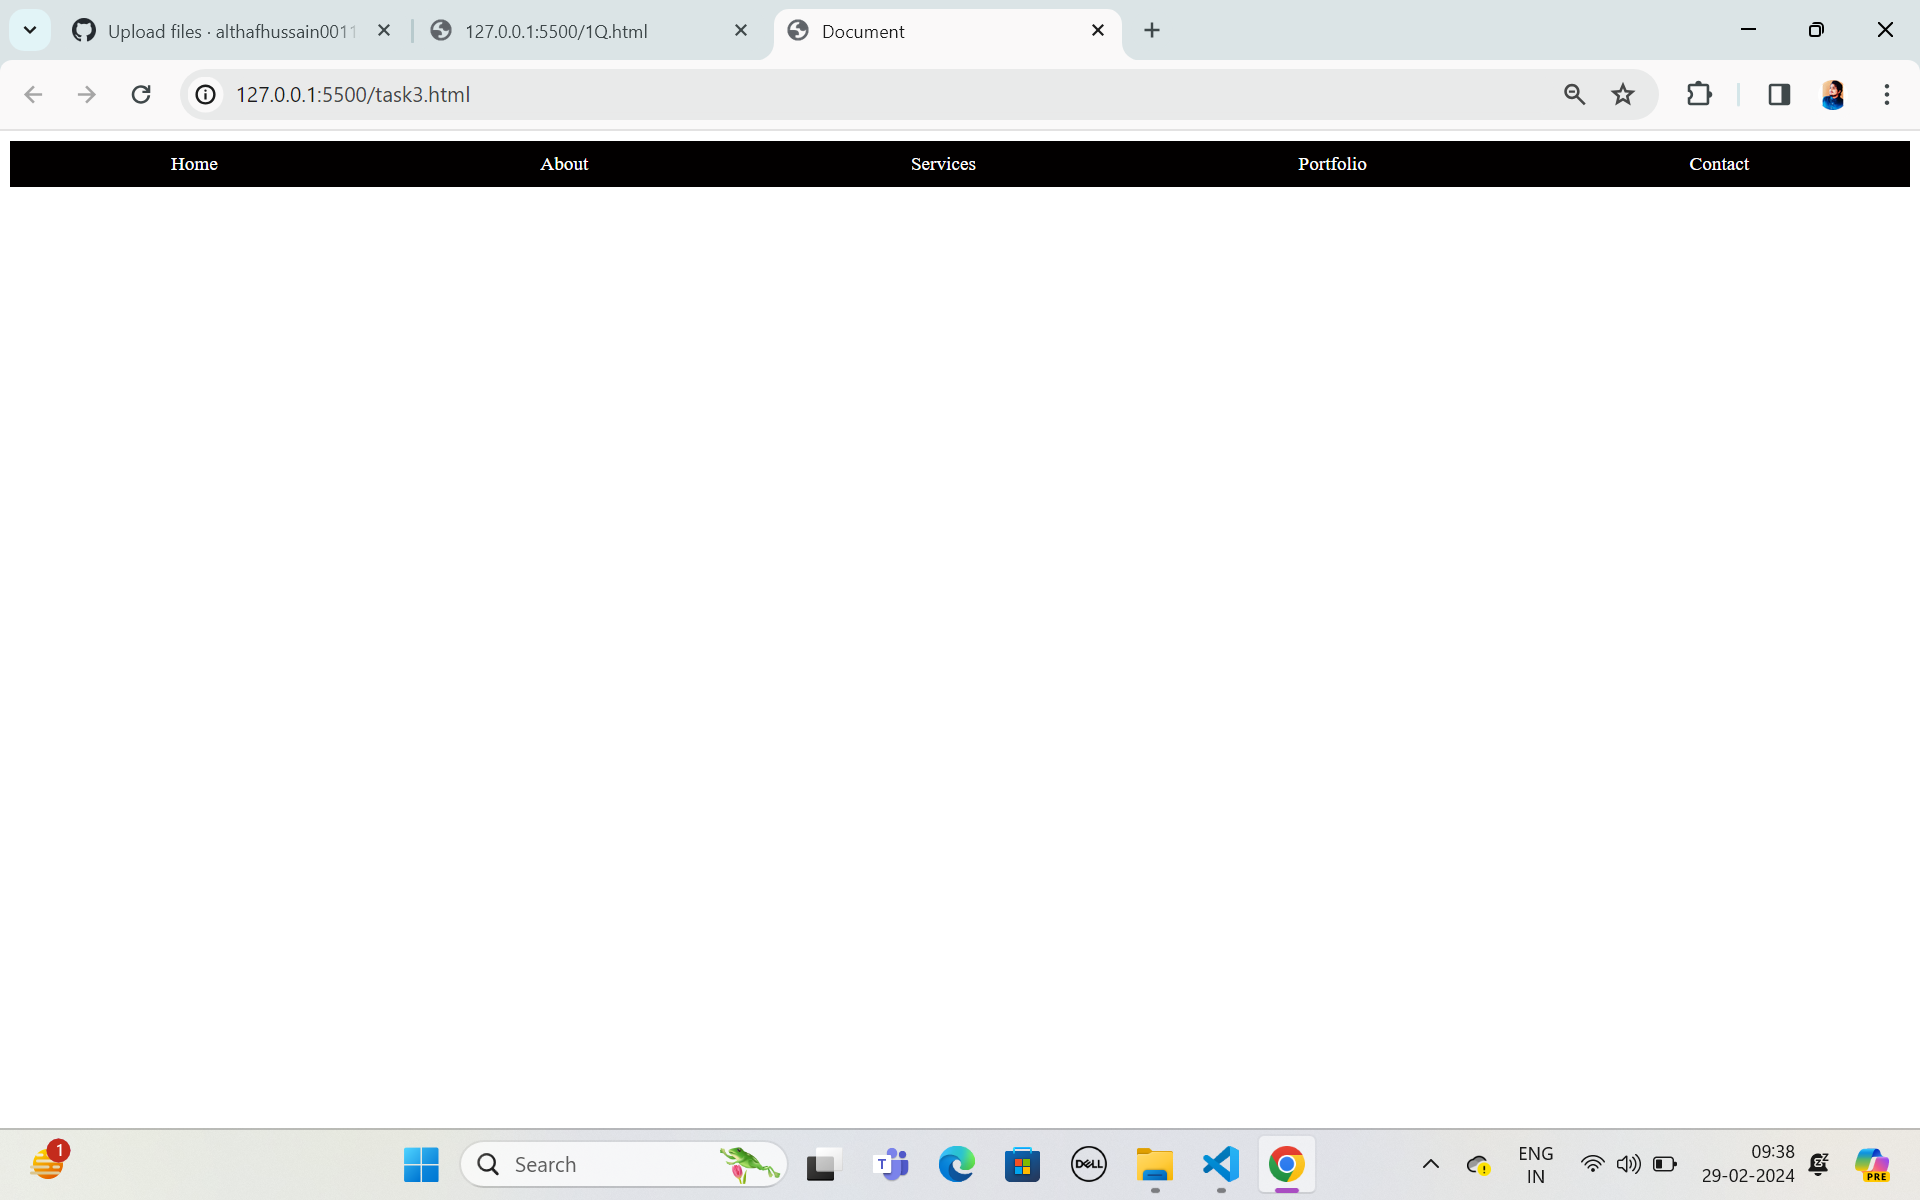 Upload files · althafhussain0011
127.0.0.1:5500/1Q.html
Document
127.0.0.1:5500/task3.html
Home
About
Services
Portfolio
Contact
1
Search
T
DELL
ENG
IN
09:38
29-02-2024
PRE